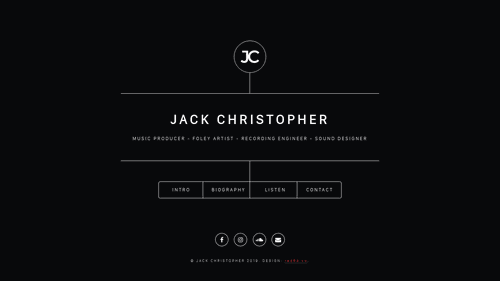 JC
JACK CHRISTOPHER
MUSIC PRODUCER - FOLEY ARTIST - RECORDING ENGINEER - SOUND DESIGNER
INTRO BIOGRAPHY LISTEN CONTACT
© JACK CHRISTOPHER 2018. DESIGN: